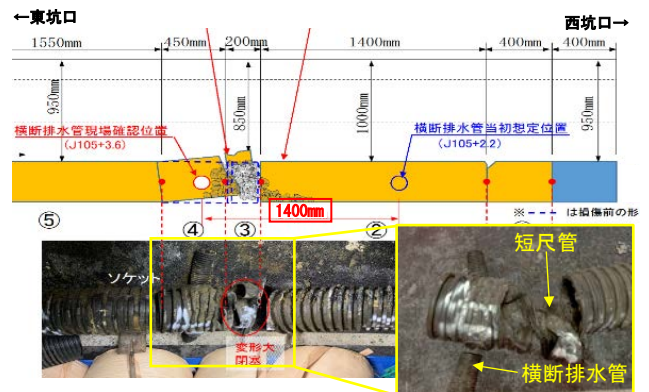 ←東坑口
西坑口→
1550mm
450mm
200mm
1400mm
400mm
400mm
950mm
850mm
1000mm
950mm
横断排水管現場確認位置
(J105+3.6)
横断排水管当初想定位置
(J105+2.2)
1400mm
※ は損傷前の形
⑤
④
③
②
ソケット
変形大
閉塞
短尺管
横断排水管